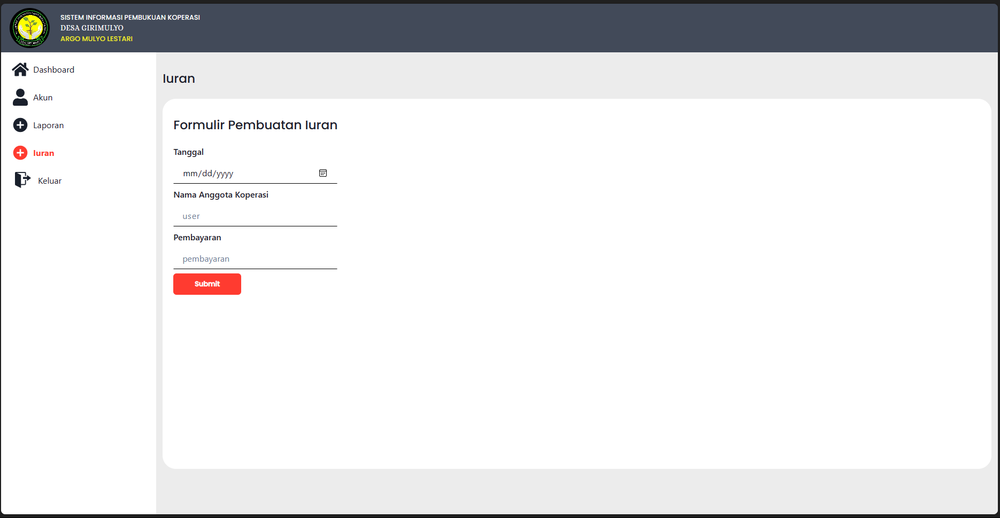 SISTEM INFORMASI PEMBUKUAN KOPERASI
DESA GIRIMULYO
ARGO MULYO LESTARI
Dashboard
Akun
Laporan
Iuran
Keluar
Iuran
Formulir Pembuatan Iuran
Tanggal
mm/dd/yyyy
Nama Anggota Koperasi
user
Pembayaran
pembayaran
Submit